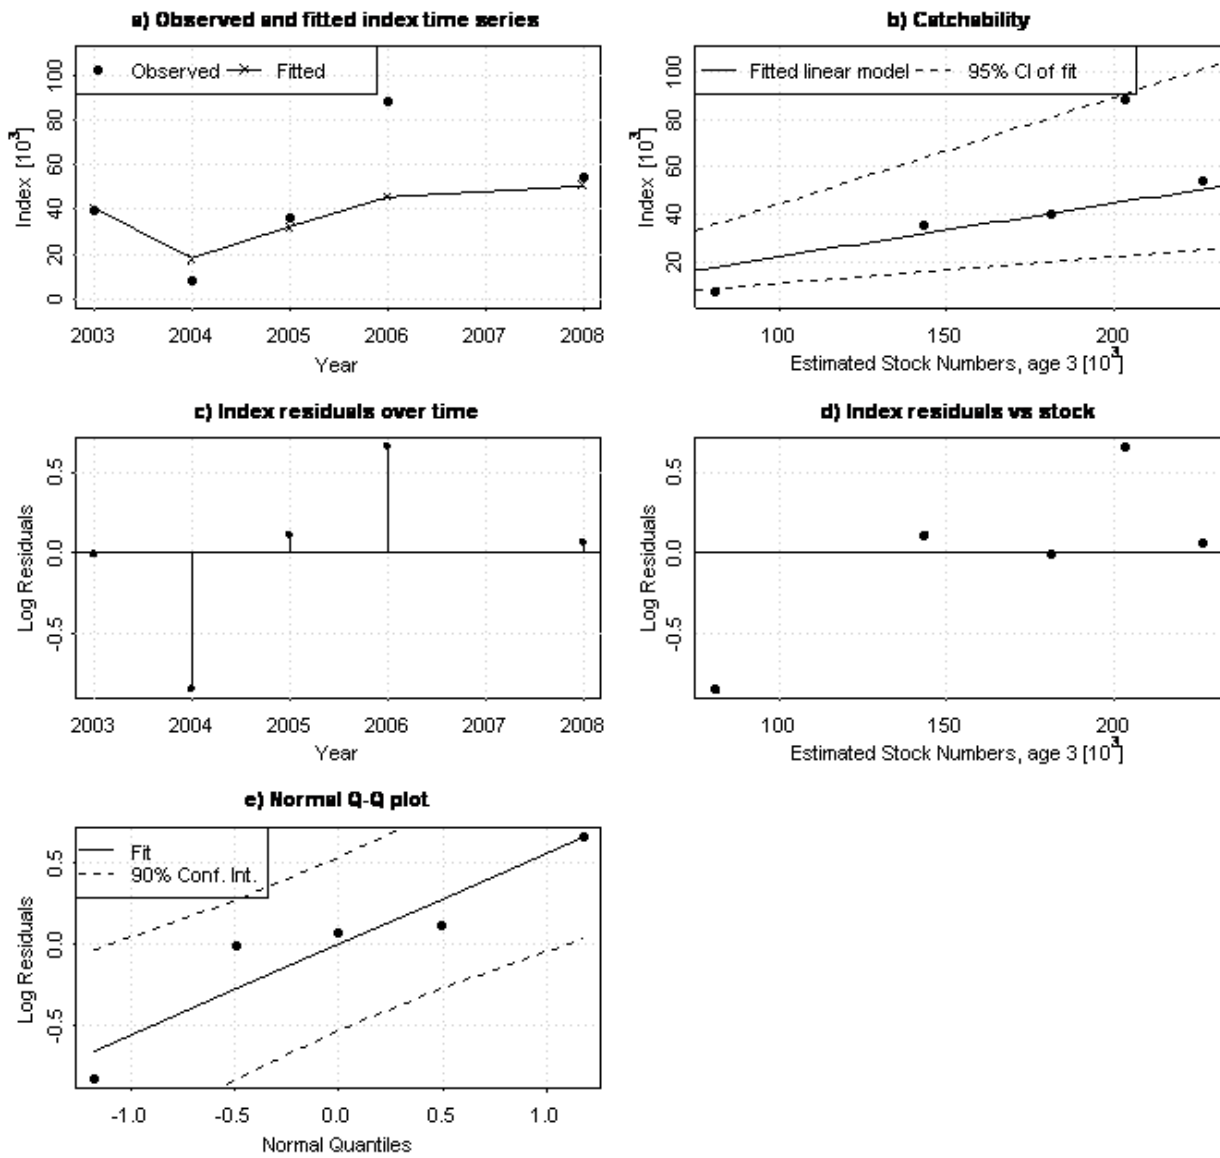 a) Observed and fitted index time series
Observed Fitted
Index [10³]
0 20 40 60 80 100
2003 2004 2005 2006 2007 2008
Year
b) Catchability
Fitted linear model 95% CI of fit
Index [10³]
20 40 60 80 100
100 150 200
Estimated Stock Numbers, age 3 [10³]
c) Index residuals over time
Log Residuals
-0.5 0.0 0.5
2003 2004 2005 2006 2007 2008
Year
d) Index residuals vs stock
Log Residuals
-0.5 0.0 0.5
100 150 200
Estimated Stock Numbers, age 3 [10³]
e) Normal Q-Q plot
Fit
90% Conf. Int.
Log Residuals
-0.5 0.0 0.5
-1.0 -0.5 0.0 0.5 1.0
Normal Quantiles